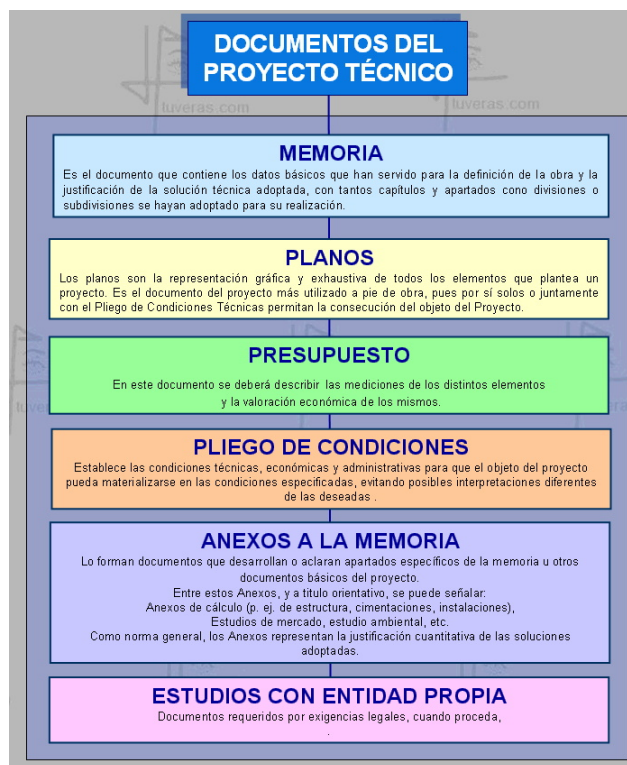 DOCUMENTOS DEL
PROYECTO TÉCNICO
tuveras.com
tuveras.com
MEMORIA
Es el documento que contiene los datos básicos que han servido para la definición de la obra y la
justificación de la solución técnica adoptada, con tantos capítulos y apartados cono divisiones o
subdivisiones se hayan adoptado para su realización.
PLANOS
Los planos son la representación gráfica y exhaustiva de todos los elementos que plantea un
proyecto. Es el documento del proyecto más utilizado a pie de obra, pues por sí solos o juntamente
con el Pliego de Condiciones Técnicas permitan la consecución del objeto del Proyecto.
PRESUPUESTO
En este documento se deberá describir las mediciones de los distintos elementos
y la valoración económica de los mismos.
PLIEGO DE CONDICIONES
Establece las condiciones técnicas, económicas y administrativas para que el objeto del proyecto
pueda materializarse en las condiciones especificadas, evitando posibles interpretaciones diferentes
de las deseadas .
ANEXOS A LA MEMORIA
Lo forman documentos que desarrollan o aclaran apartados específicos de la memoria u otros
documentos básicos del proyecto.
Entre estos Anexos, y a titulo orientativo, se puede señalar:
Anexos de cálculo (p. ej. de estructura, cimentaciones, instalaciones),
Estudios de mercado, estudio ambiental, etc.
Como norma general, los Anexos representan la justificación cuantitativa de las soluciones
adoptadas.
ESTUDIOS CON ENTIDAD PROPIA
Documentos requeridos por exigencias legales, cuando proceda,
.